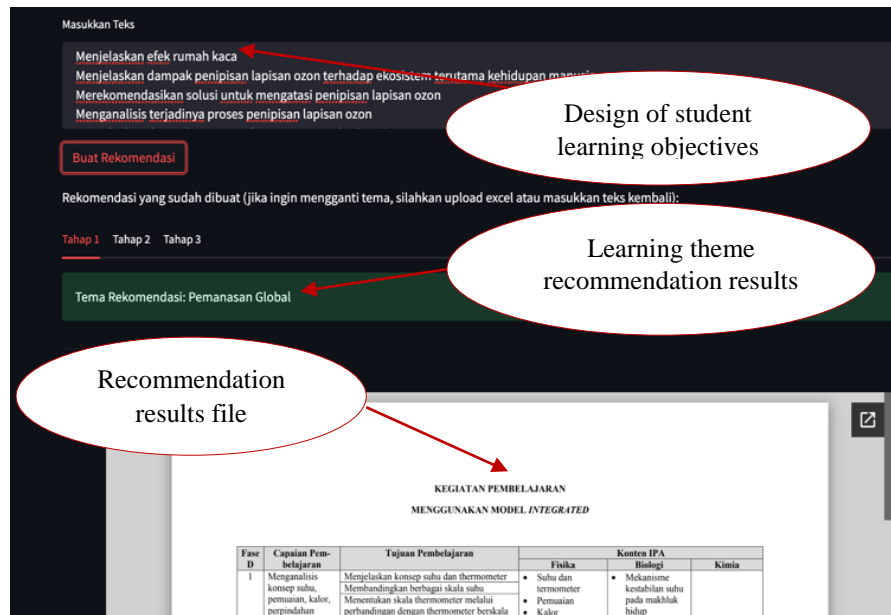 Masukkan Teks
Menjelaskan efek rumah kaca
Menjelaskan dampak penipisan lapisan ozon terhadap ekosistem terutama kehidupan manusia
Merekomendasikan solusi untuk mengatasi penipisan lapisan ozon
Menganalisis terjadinya proses penipisan lapisan ozon
Design of student
learning objectives
Buat Rekomendasi
Rekomendasi yang sudah dibuat (jika ingin mengganti tema, silahkan upload excel atau masukkan teks kembali):
Tahap 1 Tahap 2 Tahap 3
Learning theme
recommendation results
Tema Rekomendasi: Pemanasan Global
Recommendation
results file
KEGIATAN PEMBELAJARAN
MENGGUNAKAN MODEL INTEGRATED
Fase D
Capaian Pem-
belajaran
Tujuan Pembelajaran
Konten IPA
Fisika Biologi Kimia
1
Menganalisis
konsep suhu,
pemuaian, kalor,
perpindahan
Menjelaskan konsep suhu dan thermometer
Membandingkan berbagai skala suhu
Menentukan skala thermometer melalui
perbandingan dengan thermometer berskala
• Suhu dan
termometer
• Pemuaian
• Kalor
• Mekanisme
kestabilan suhu
pada makhluk
hidup